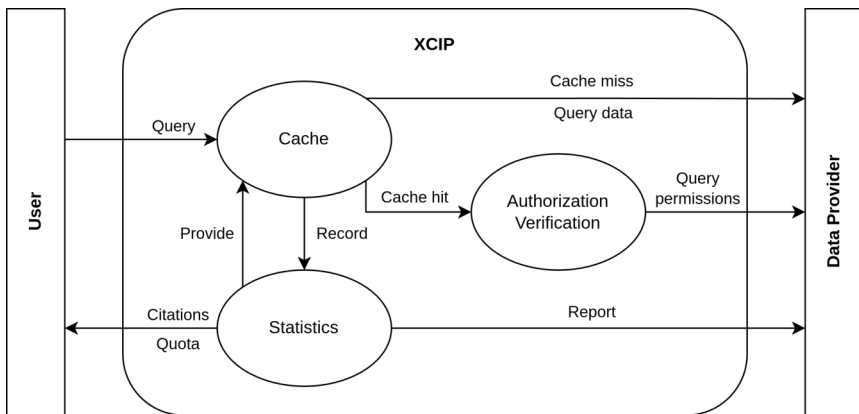 XCIP
User
Data Provider
Cache miss
Query data
Query
Cache
Cache hit
Authorization
Verification
Query
permissions
Provide
Record
Citations
Quota
Statistics
Report